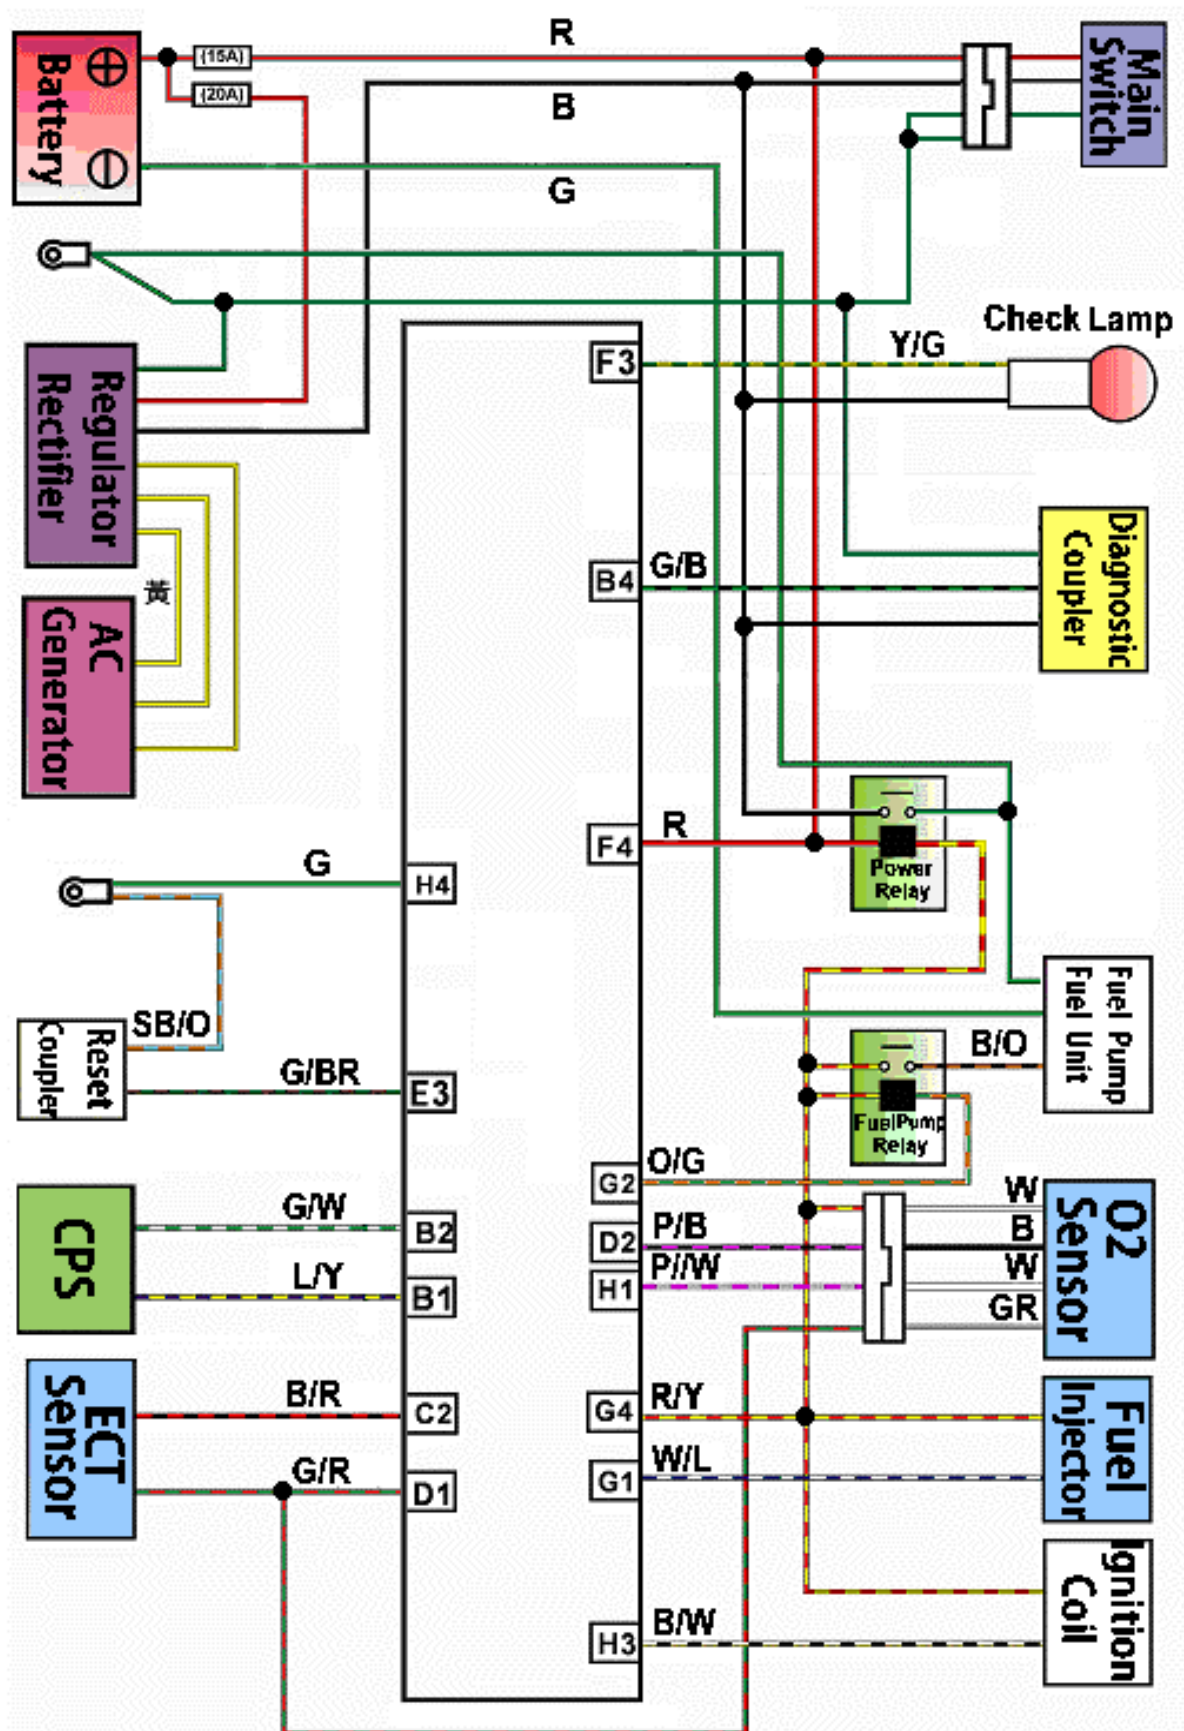 R
(15A)
(20A)
B
G
Battery
Main
Switch
Check Lamp
Y/G
F3
Regulator
Rectifier
黃
AC
Generator
B4
G/B
Diagnostic
Coupler
F4
R
Power
Relay
G
H4
SB/O
Reset
Coupler
G/BR
E3
Fuel Pump
Fuel Unit
B/O
FuelPump
Relay
O/G
G2
CPS
G/W
B2
L/Y
B1
P/B
D2
P//W
H1
W
B
W
GR
O2
Sensor
ECT
Sensor
B/R
C2
G/R
D1
R/Y
G4
W/L
G1
Fuel
Injector
B/W
H3
Ignition
Coil